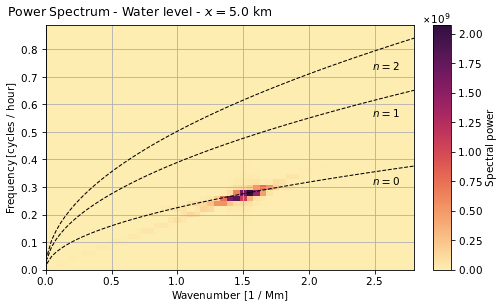 Power Spectrum - Water level - x = 5.0 km
×10⁹
Frequency [cycles / hour]
0.8
0.7
0.6
0.5
0.4
0.3
0.2
0.1
0.0
n = 2
n = 1
n = 0
0.0 0.5 1.0 1.5 2.0 2.5
Wavenumber [1 / Mm]
2.00
1.75
1.50
1.25
1.00
0.75
0.50
0.25
0.00
Spectral power